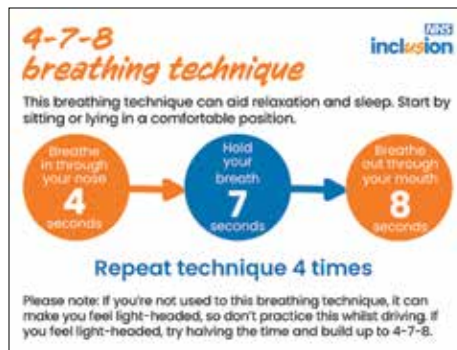 4-7-8
breathing technique
NHS
inclusion
This breathing technique can aid relaxation and sleep. Start by
sitting or lying in a comfortable position.
Breathe
in through
your nose
4
seconds
Hold
your
breath
7
seconds
Breathe
out through
your mouth
8
seconds
Repeat technique 4 times
Please note: If you're not used to this breathing technique, it can
make you feel light-headed, so don't practice this whilst driving. If
you feel light-headed, try halving the time and build up to 4-7-8.